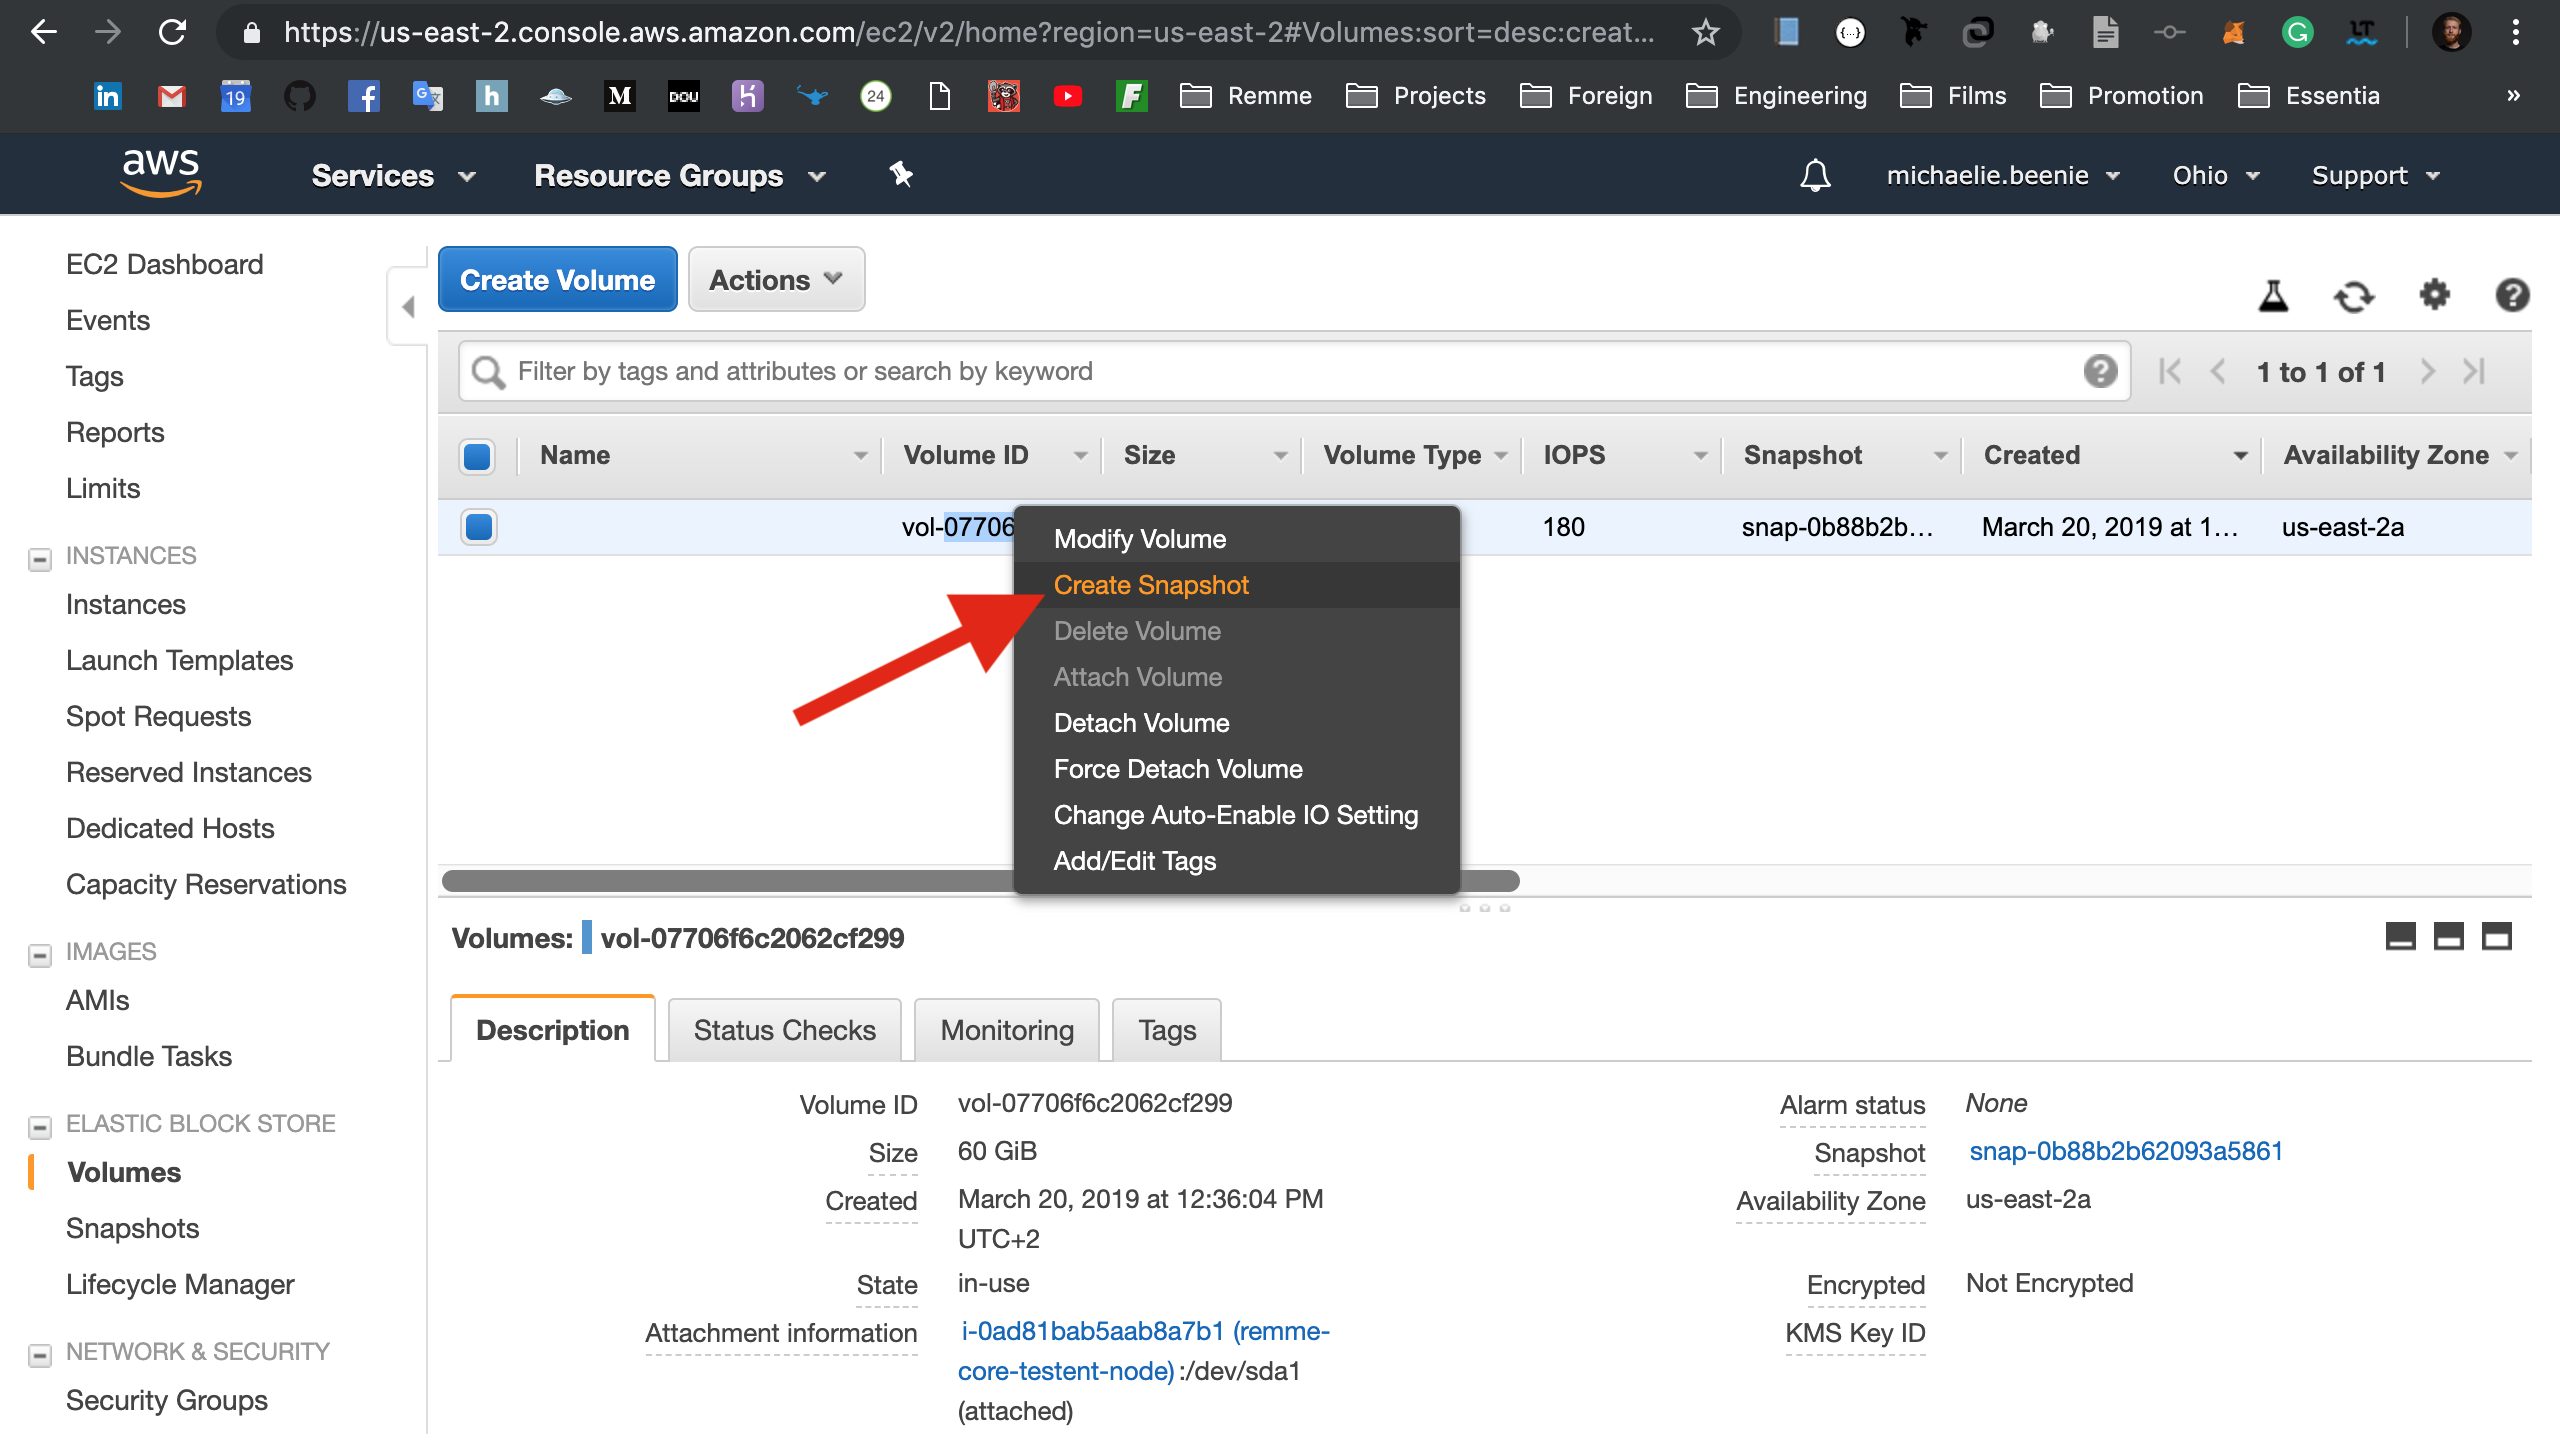 https://us-east-2.console.aws.amazon.com/ec2/v2/home?region=us-east-2#Volumes:sort=desc:creat...
in 19 f G h M DOU 24 F Remme Projects Foreign Engineering Films Promotion Essentia »
aws Services Resource Groups michaelie.beenie Ohio Support
EC2 Dashboard
Events
Tags
Reports
Limits
INSTANCES
Instances
Launch Templates
Spot Requests
Reserved Instances
Dedicated Hosts
Capacity Reservations
IMAGES
AMIs
Bundle Tasks
ELASTIC BLOCK STORE
Volumes
Snapshots
Lifecycle Manager
NETWORK & SECURITY
Security Groups
Create Volume Actions
Filter by tags and attributes or search by keyword
1 to 1 of 1
Name Volume ID Size Volume Type IOPS Snapshot Created Availability Zone
vol-07706 180 snap-0b88b2b... March 20, 2019 at 1... us-east-2a
Modify Volume
Create Snapshot
Delete Volume
Attach Volume
Detach Volume
Force Detach Volume
Change Auto-Enable IO Setting
Add/Edit Tags
Volumes: vol-07706f6c2062cf299
Description Status Checks Monitoring Tags
Volume ID vol-07706f6c2062cf299
Size 60 GiB
Created March 20, 2019 at 12:36:04 PM
UTC+2
State in-use
Attachment information i-0ad81bab5aab8a7b1 (remme-
core-testent-node):/dev/sda1
(attached)
Alarm status None
Snapshot snap-0b88b2b62093a5861
Availability Zone us-east-2a
Encrypted Not Encrypted
KMS Key ID